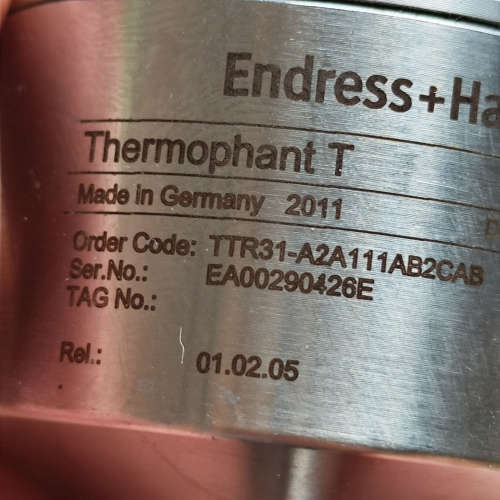 Endress+Ha
Thermophant T
Made in Germany 2011
Order Code: TTR31-A2A111AB2CAB
Ser.No.: EA00290426E
TAG No.:
Rel.: 01.02.05